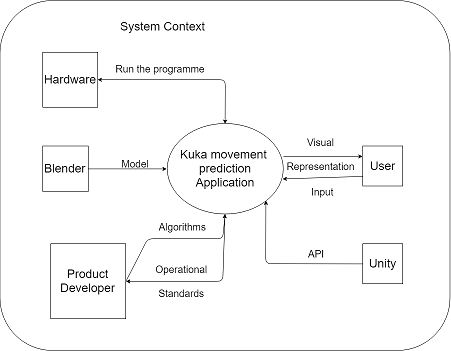 System Context
Hardware
Run the programme
Kuka movement
prediction
Application
Visual
Representation
Input
User
Blender
Model
Algorithms
Operational
Standards
Product
Developer
API
Unity